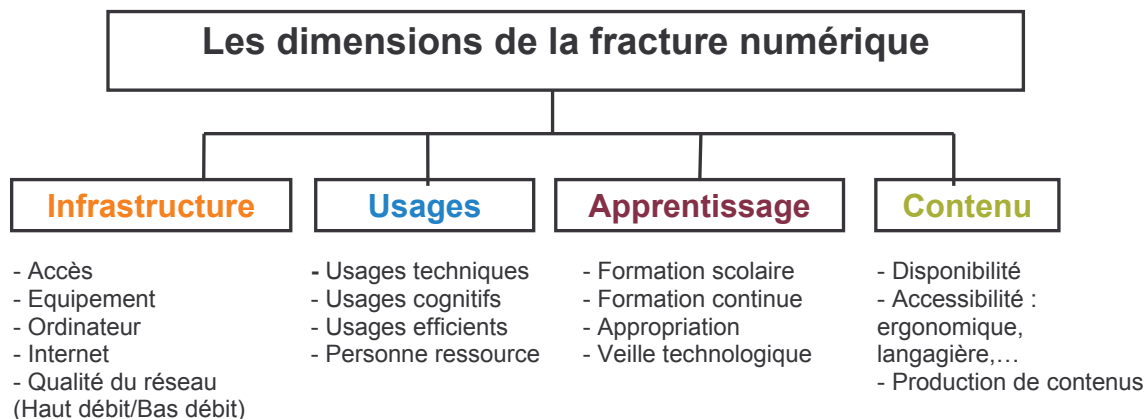 Les dimensions de la fracture numérique
Infrastructure
- Accès
- Equipement
- Ordinateur
- Internet
- Qualité du réseau
(Haut débit/Bas débit)
Usages
- Usages techniques
- Usages cognitifs
- Usages efficients
- Personne ressource
Apprentissage
- Formation scolaire
- Formation continue
- Appropriation
- Veille technologique
Contenu
- Disponibilité
- Accessibilité :
ergonomique,
langagière,…
- Production de contenus